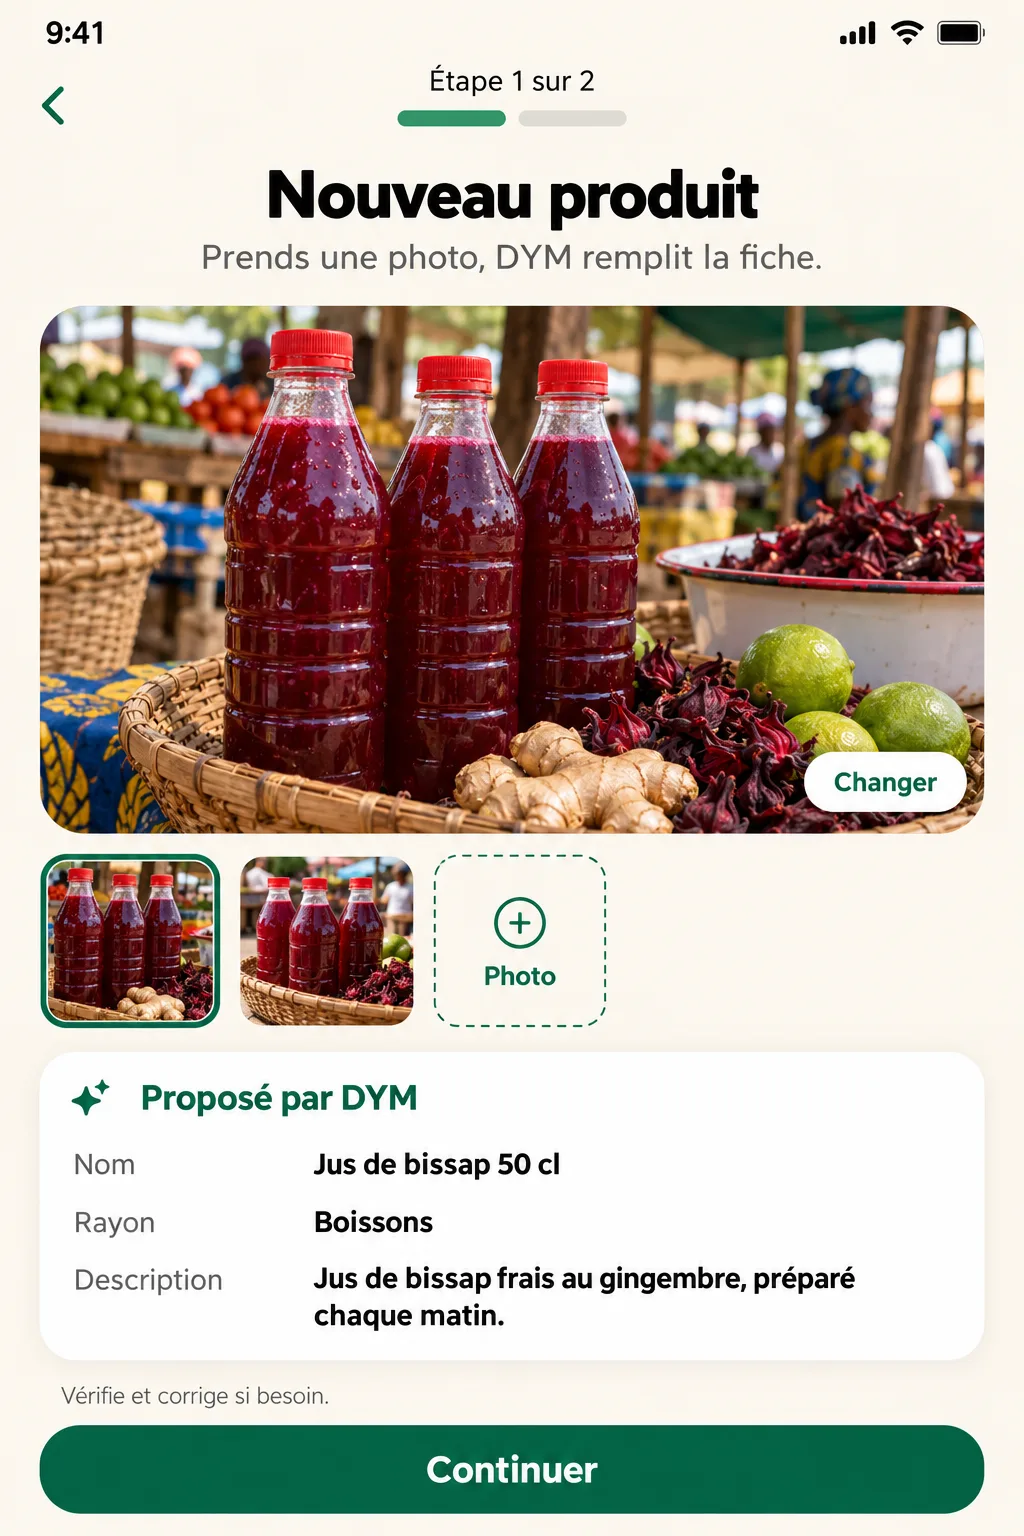 9:41
Étape 1 sur 2
Nouveau produit
Prends une photo, DYM remplit la fiche.
Changer
Photo
Proposé par DYM
Nom
Jus de bissap 50 cl
Rayon
Boissons
Description
Jus de bissap frais au gingembre, préparé
chaque matin.
Vérifie et corrige si besoin.
Continuer